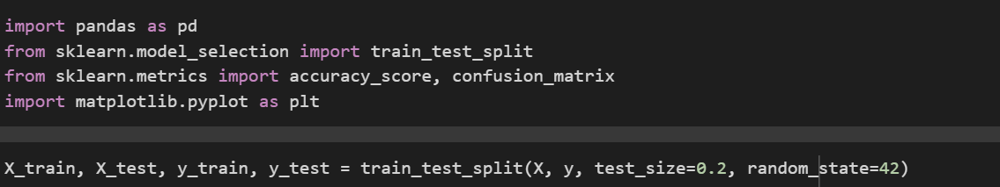 import pandas as pd
from sklearn.model_selection import train_test_split
from sklearn.metrics import accuracy_score, confusion_matrix
import matplotlib.pyplot as plt
X_train, X_test, y_train, y_test = train_test_split(X, y, test_size=0.2, random_state=42)